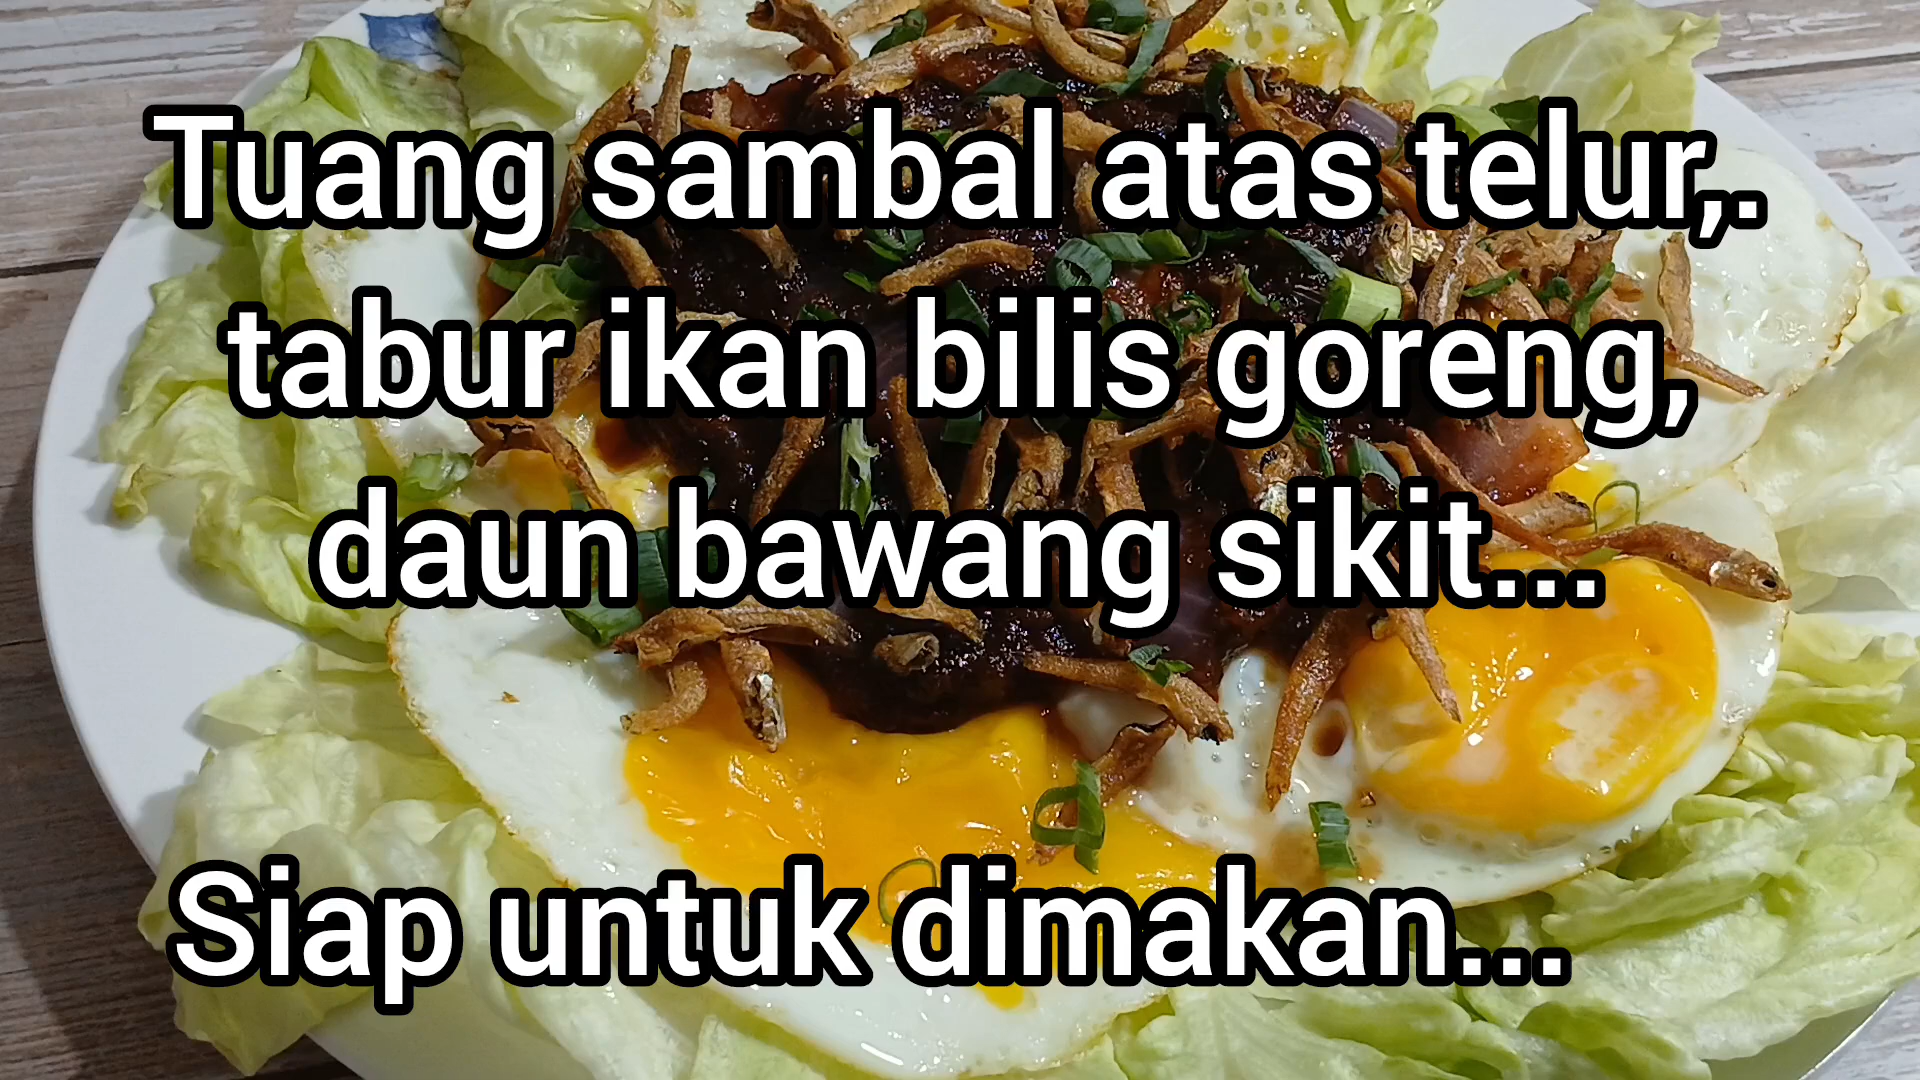 Tuang sambal atas telur,.
tabur ikan bilis goreng,
daun bawang sikit...
Siap untuk dimakan...